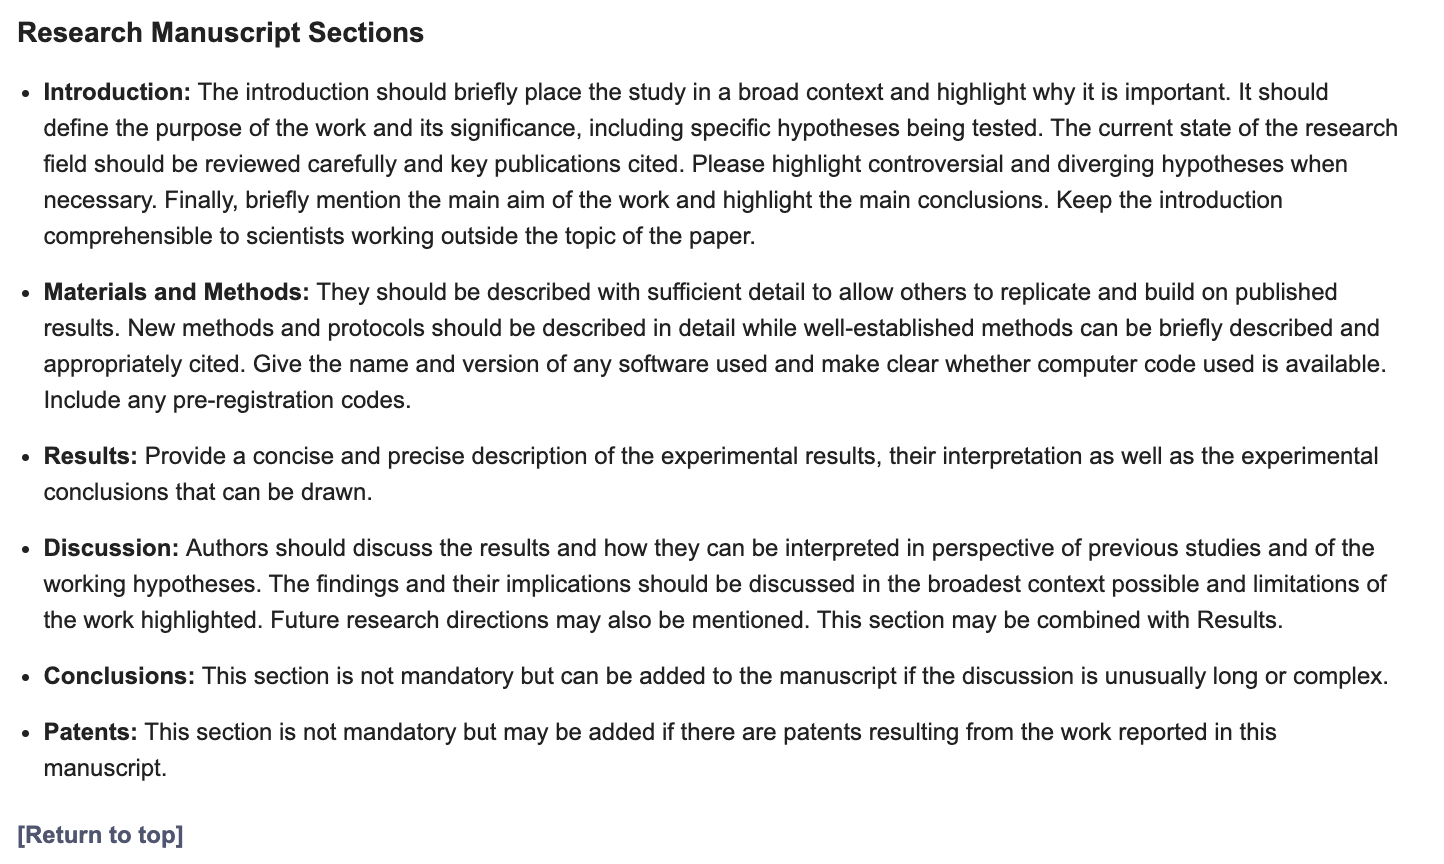 Research Manuscript Sections
• Introduction: The introduction should briefly place the study in a broad context and highlight why it is important. It should
define the purpose of the work and its significance, including specific hypotheses being tested. The current state of the research
field should be reviewed carefully and key publications cited. Please highlight controversial and diverging hypotheses when
necessary. Finally, briefly mention the main aim of the work and highlight the main conclusions. Keep the introduction
comprehensible to scientists working outside the topic of the paper.
• Materials and Methods: They should be described with sufficient detail to allow others to replicate and build on published
results. New methods and protocols should be described in detail while well-established methods can be briefly described and
appropriately cited. Give the name and version of any software used and make clear whether computer code used is available.
Include any pre-registration codes.
• Results: Provide a concise and precise description of the experimental results, their interpretation as well as the experimental
conclusions that can be drawn.
• Discussion: Authors should discuss the results and how they can be interpreted in perspective of previous studies and of the
working hypotheses. The findings and their implications should be discussed in the broadest context possible and limitations of
the work highlighted. Future research directions may also be mentioned. This section may be combined with Results.
• Conclusions: This section is not mandatory but can be added to the manuscript if the discussion is unusually long or complex.
• Patents: This section is not mandatory but may be added if there are patents resulting from the work reported in this
manuscript.
[Return to top]